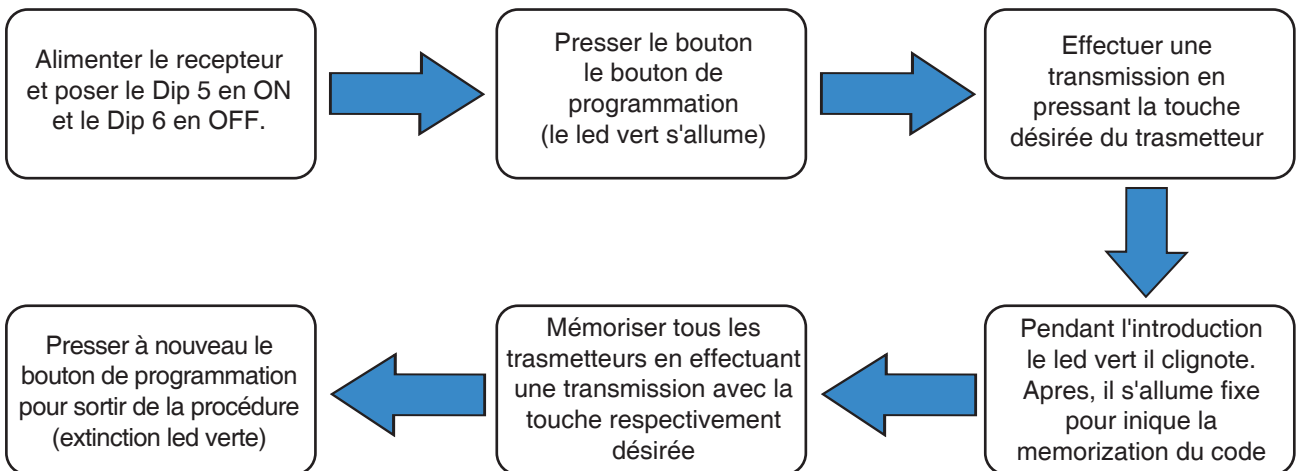 Alimenter le recepteur
et poser le Dip 5 en ON
et le Dip 6 en OFF.
Presser le bouton
le bouton de
programmation
(le led vert s'allume)
Effectuer une
transmission en
pressant la touche
désirée du trasmetteur
Pendant l'introduction
le led vert il clignote.
Apres, il s'allume fixe
pour inique la
memorization du code
Mémoriser tous les
trasmetteurs en effectuant
une transmission avec la
touche respectivement
désirée
Presser à nouveau le
bouton de programmation
pour sortir de la procédure
(extinction led verte)